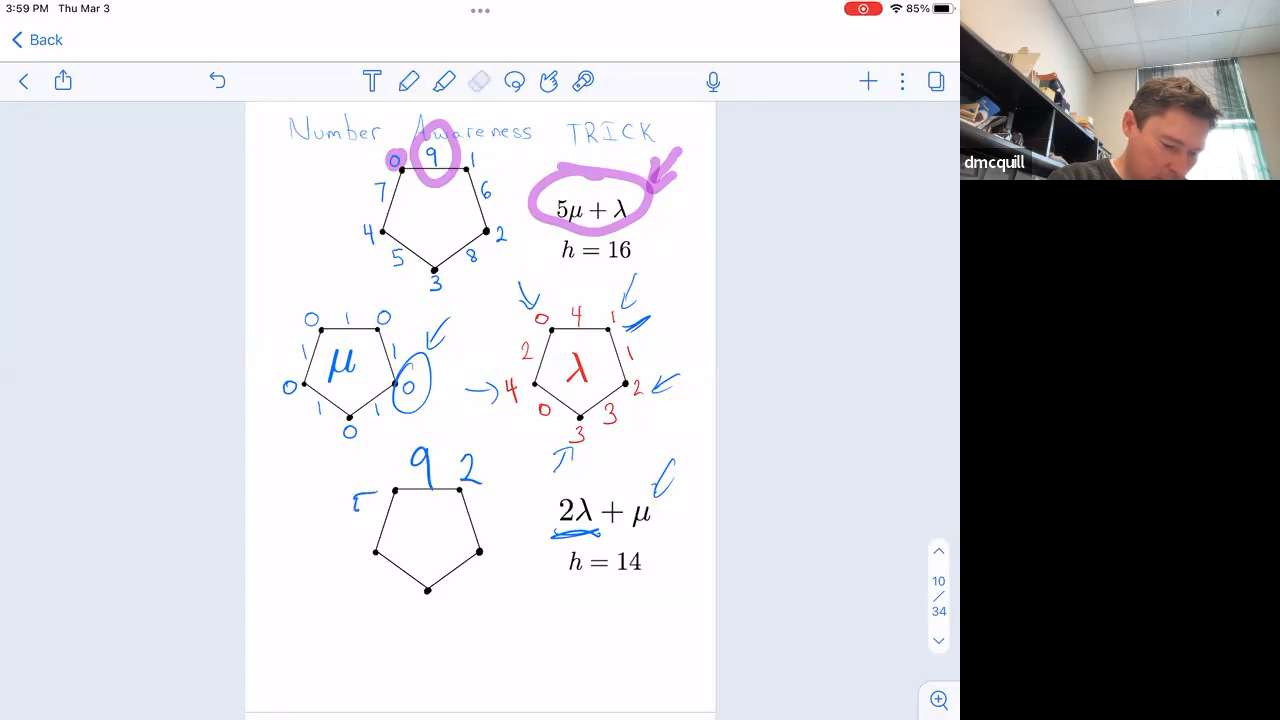 3:59 PM Thu Mar 3
85%
Back
T
Number Awareness TRICK
0 9 1
7 6
4 2
5 8
3
5μ + λ
h = 16
0 1 0
1 μ 1
0 0
1 1
0
0 4 1
2 λ 1
4 2
0 3
3
9 2
2λ + μ
h = 14
10
/
34
dmcquill